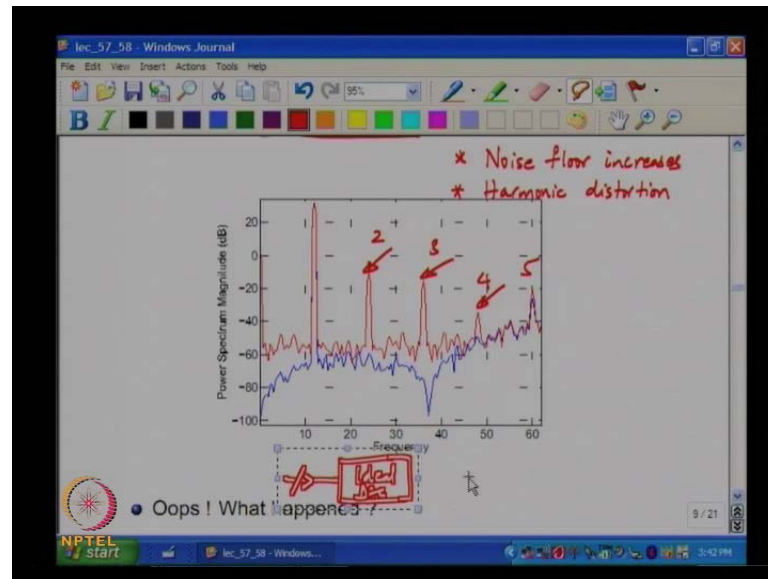 lec_57_58 - Windows Journal
File Edit View Insert Actions Tools Help
95%
B I
* Noise floor increases
* Harmonic distortion
2 3 4 5
Power Spectrum Magnitude (dB)
20
0
-20
-40
-60
-80
-100
10 20 30 40 50 60
Frequency
Ideal
Oops ! What happened ?
9 / 21
NPTEL
start lec_57_58 - Windows... 3:42 PM